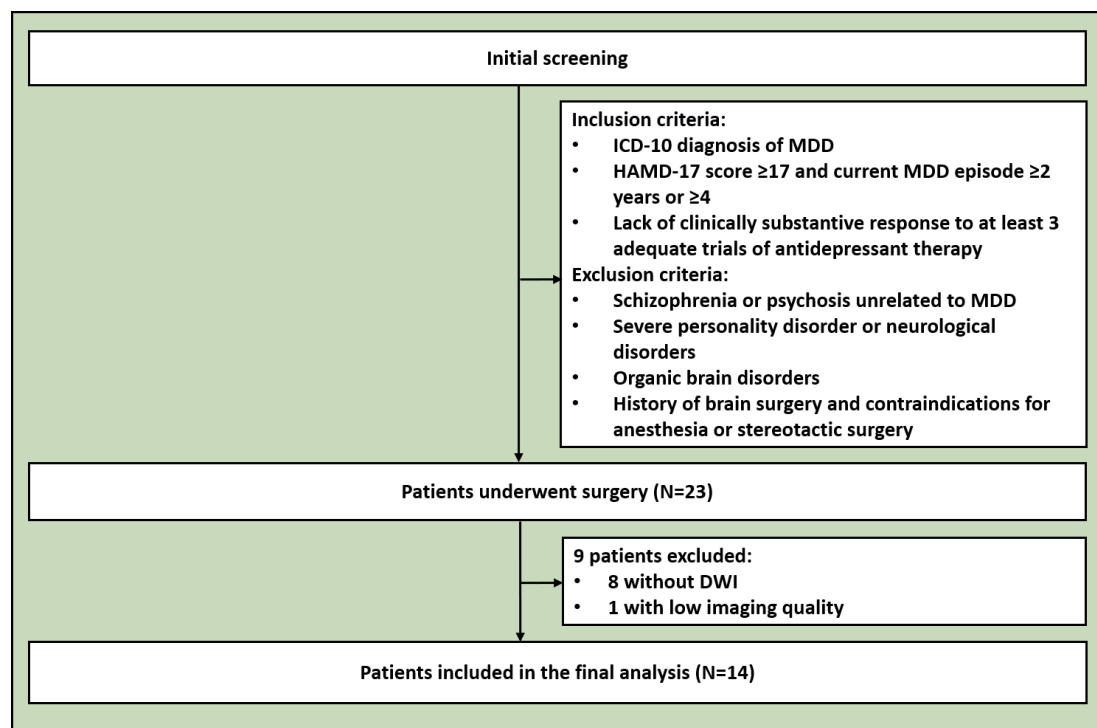 Initial screening
Inclusion criteria:
• ICD-10 diagnosis of MDD
• HAMD-17 score ≥17 and current MDD episode ≥2
years or ≥4
• Lack of clinically substantive response to at least 3
adequate trials of antidepressant therapy
Exclusion criteria:
• Schizophrenia or psychosis unrelated to MDD
• Severe personality disorder or neurological
disorders
• Organic brain disorders
• History of brain surgery and contraindications for
anesthesia or stereotactic surgery
Patients underwent surgery (N=23)
9 patients excluded:
• 8 without DWI
• 1 with low imaging quality
Patients included in the final analysis (N=14)